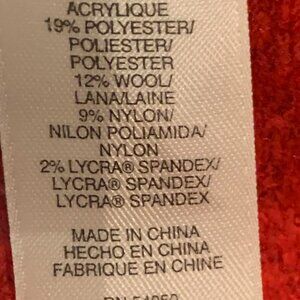 ACRYLIQUE
19% POLYESTER/
POLIESTER/
POLYESTER
12% WOOL/
LANA/LAINE
9% NYLON/
NILON POLIAMIDA/
NYLON
2% LYCRA® SPANDEX/
LYCRA® SPANDEX/
LYCRA® SPANDEX
MADE IN CHINA
HECHO EN CHINA
FABRIQUE EN CHINE